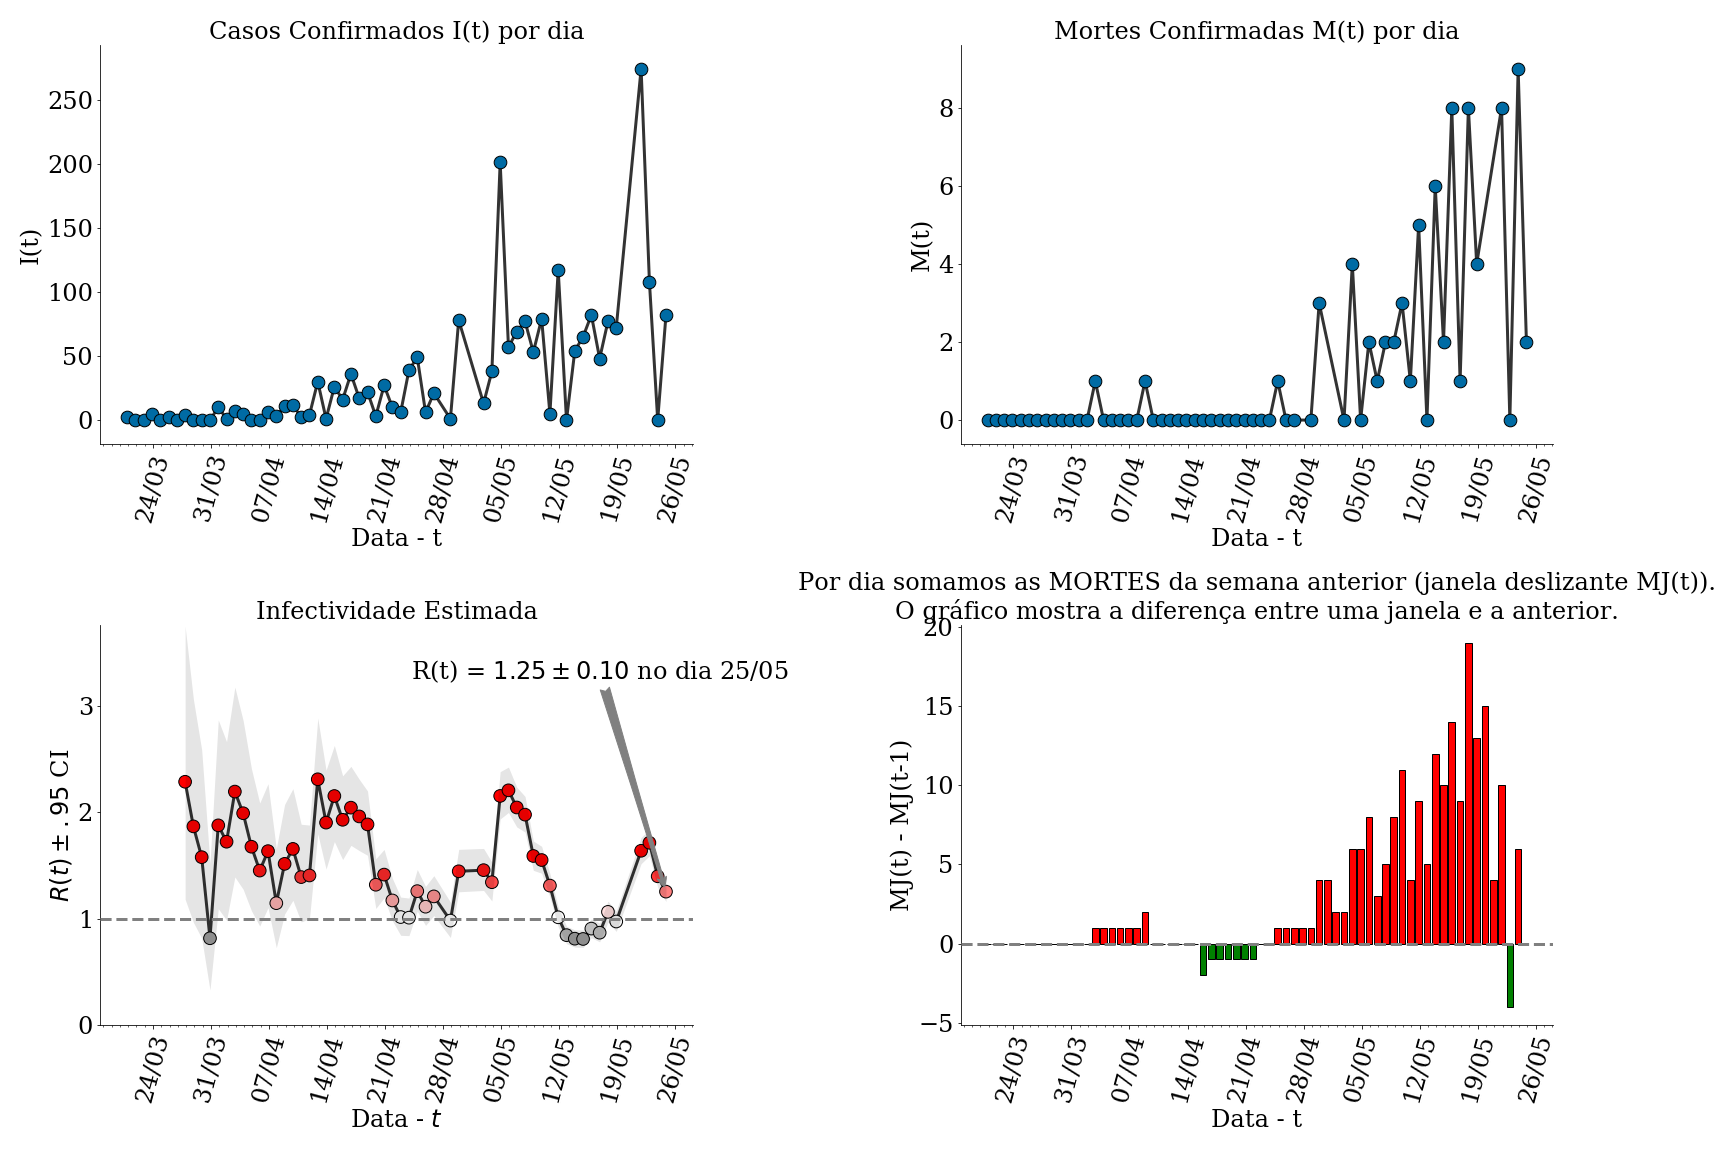 Casos Confirmados I(t) por dia
I(t)
250
200
150
100
50
0
24/03 31/03 07/04 14/04 21/04 28/04 05/05 12/05 19/05 26/05
Data - t
Mortes Confirmadas M(t) por dia
M(t)
8
6
4
2
0
24/03 31/03 07/04 14/04 21/04 28/04 05/05 12/05 19/05 26/05
Data - t
Infectividade Estimada
R(t) = 1.25 ± 0.10 no dia 25/05
R(t) ± .95 CI
3
2
1
0
24/03 31/03 07/04 14/04 21/04 28/04 05/05 12/05 19/05 26/05
Data - t
Por dia somamos as MORTES da semana anterior (janela deslizante MJ(t)).
O gráfico mostra a diferença entre uma janela e a anterior.
MJ(t) - MJ(t-1)
20
15
10
5
0
−5
24/03 31/03 07/04 14/04 21/04 28/04 05/05 12/05 19/05 26/05
Data - t